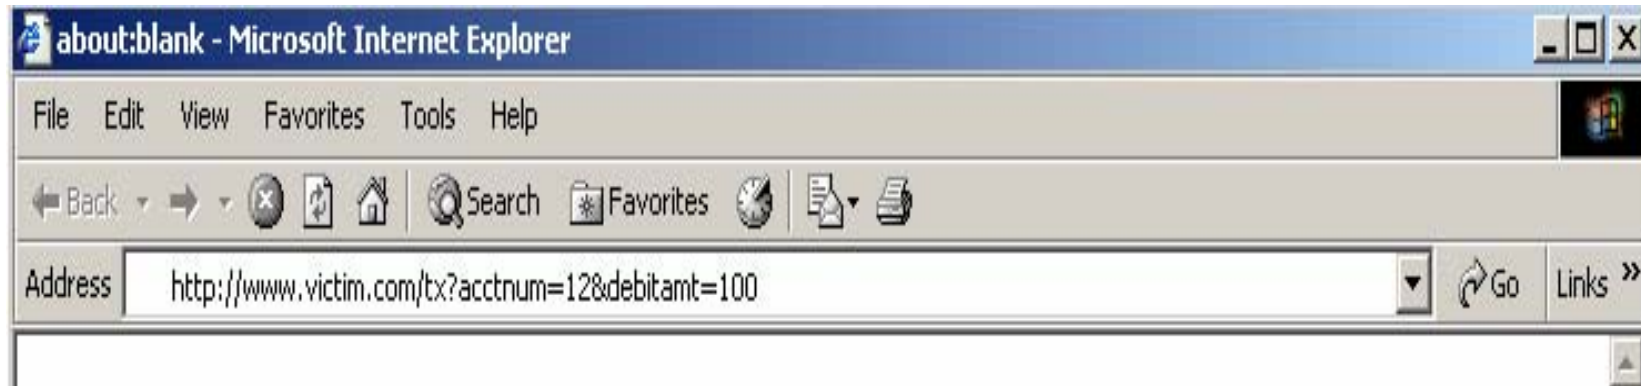 about:blank - Microsoft Internet Explorer
File Edit View Favorites Tools Help
Back Search Favorites
Address http://www.victim.com/tx?acctnum=12&debitamt=100 Go Links »